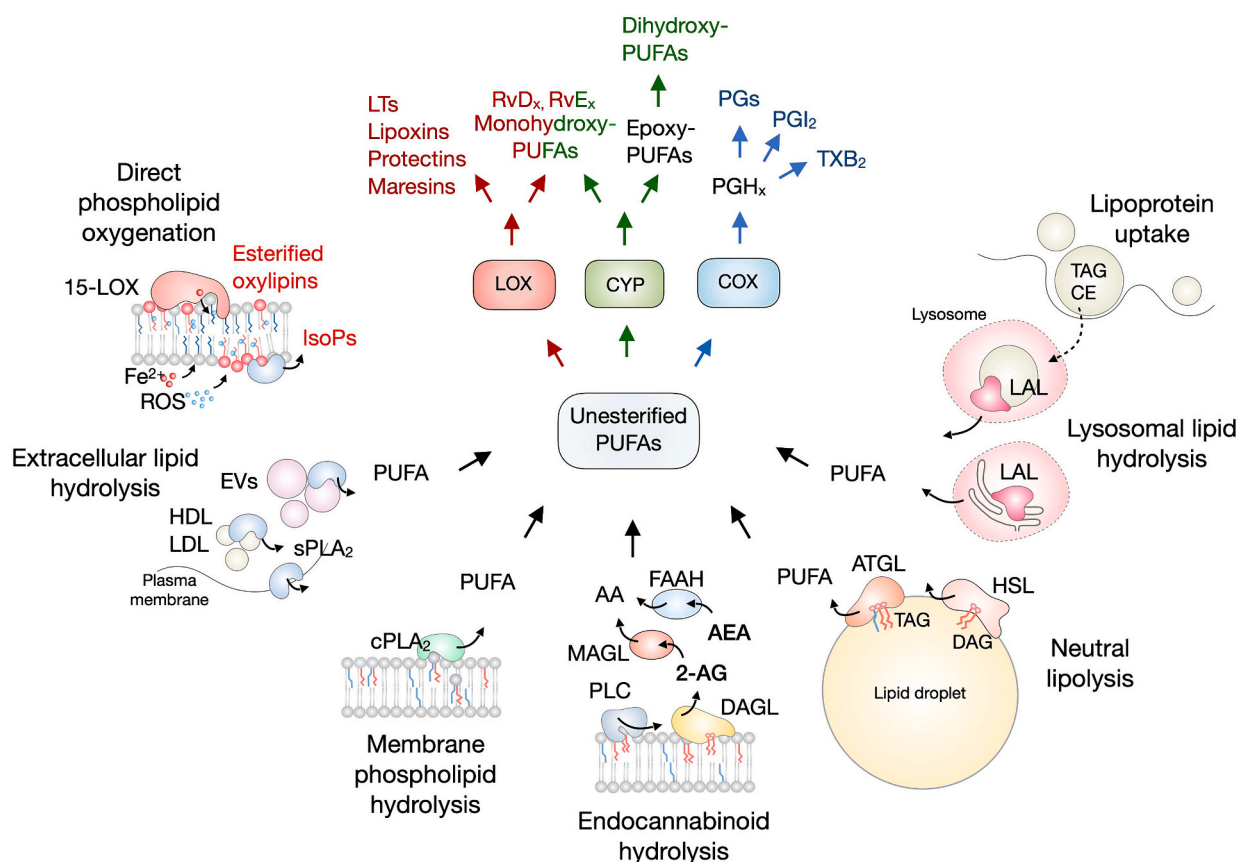 Dihydroxy-
PUFAs
LTs
Lipoxins
Protectins
Maresins
RvDₓ, RvEₓ
Monohydroxy-
PUFAs
Epoxy-
PUFAs
PGs
PGI₂
TXB₂
PGHₓ
LOX
CYP
COX
Unesterified
PUFAs
Direct
phospholipid
oxygenation
15-LOX
Esterified
oxylipins
IsoPs
Fe²⁺
ROS
Extracellular lipid
hydrolysis
EVs
PUFA
HDL
LDL
sPLA₂
Plasma
membrane
PUFA
cPLA₂
Membrane
phospholipid
hydrolysis
FAAH
AA
AEA
MAGL
2-AG
PLC
DAGL
Endocannabinoid
hydrolysis
PUFA
ATGL
HSL
TAG
DAG
Lipid droplet
Neutral
lipolysis
Lipoprotein
uptake
TAG
CE
Lysosome
LAL
Lysosomal lipid
hydrolysis
LAL
PUFA